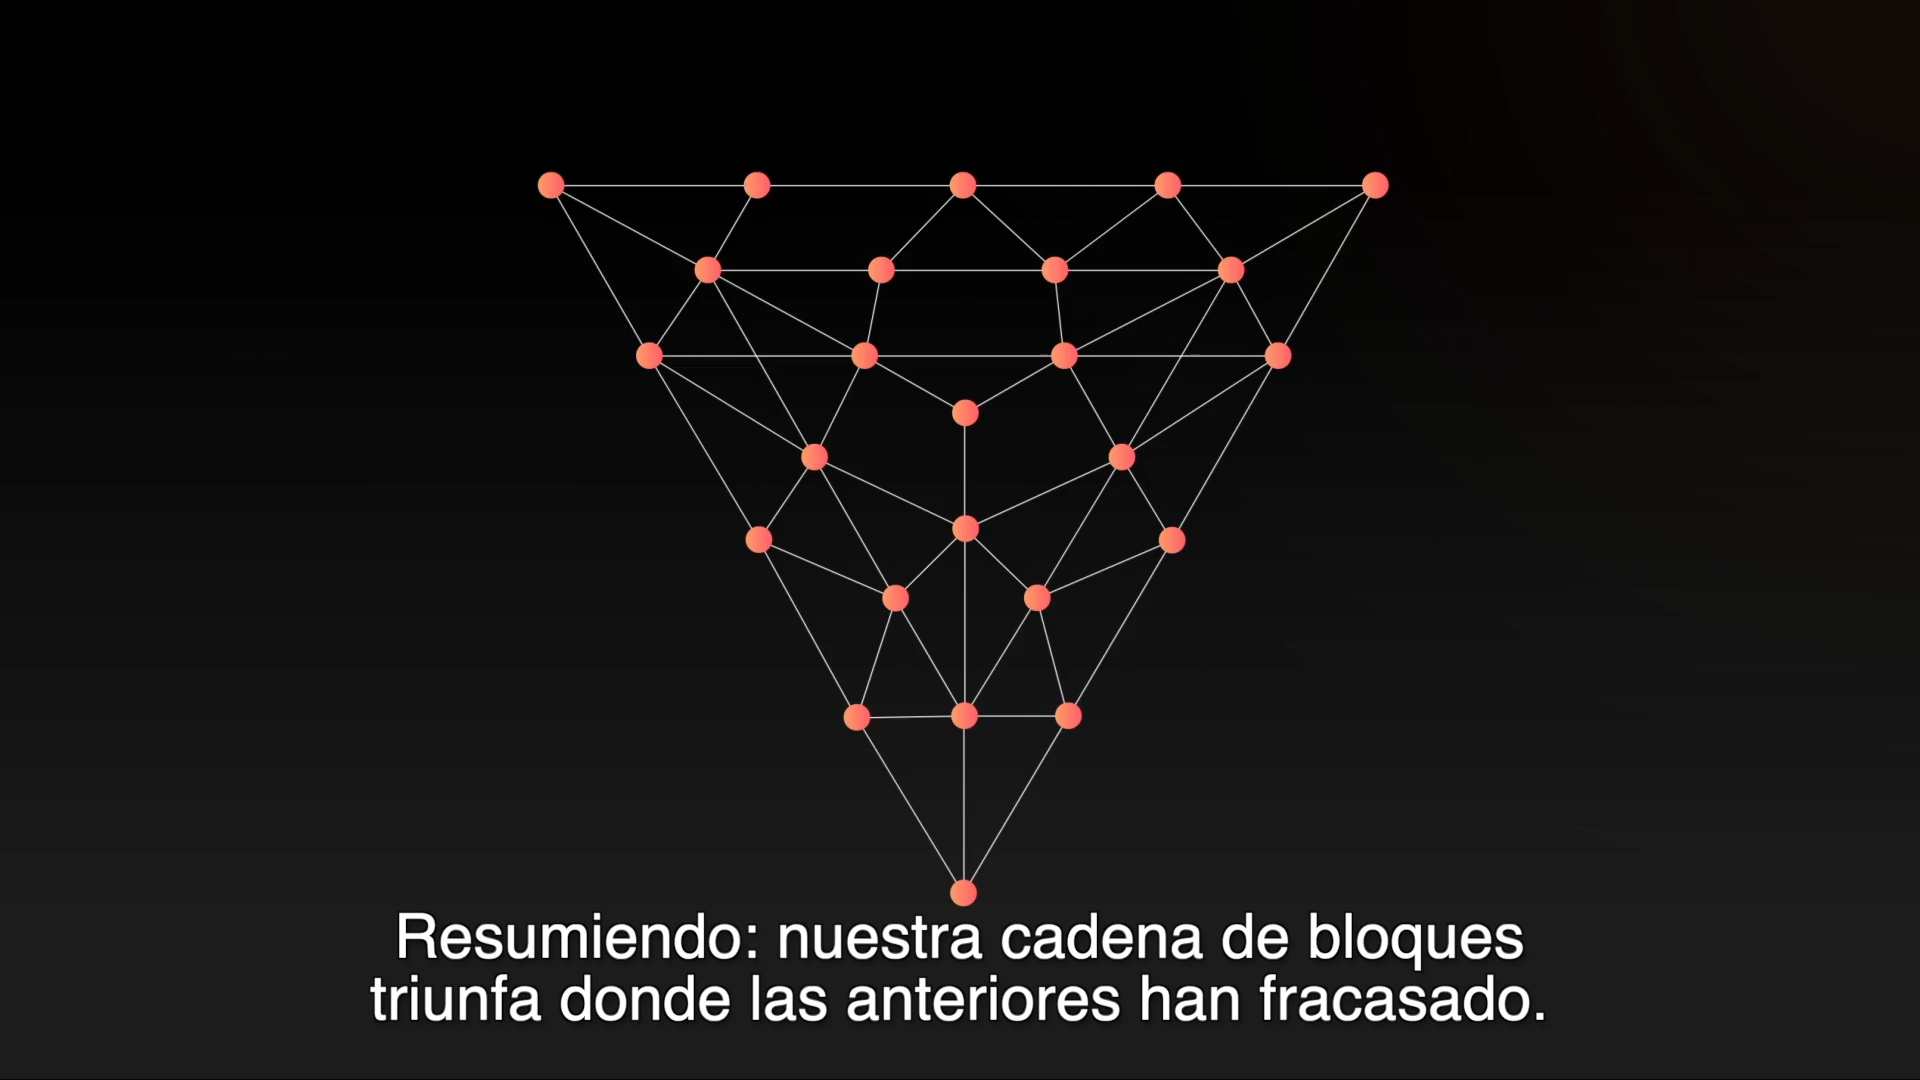 Resumiendo: nuestra cadena de bloques
triunfa donde las anteriores han fracasado.